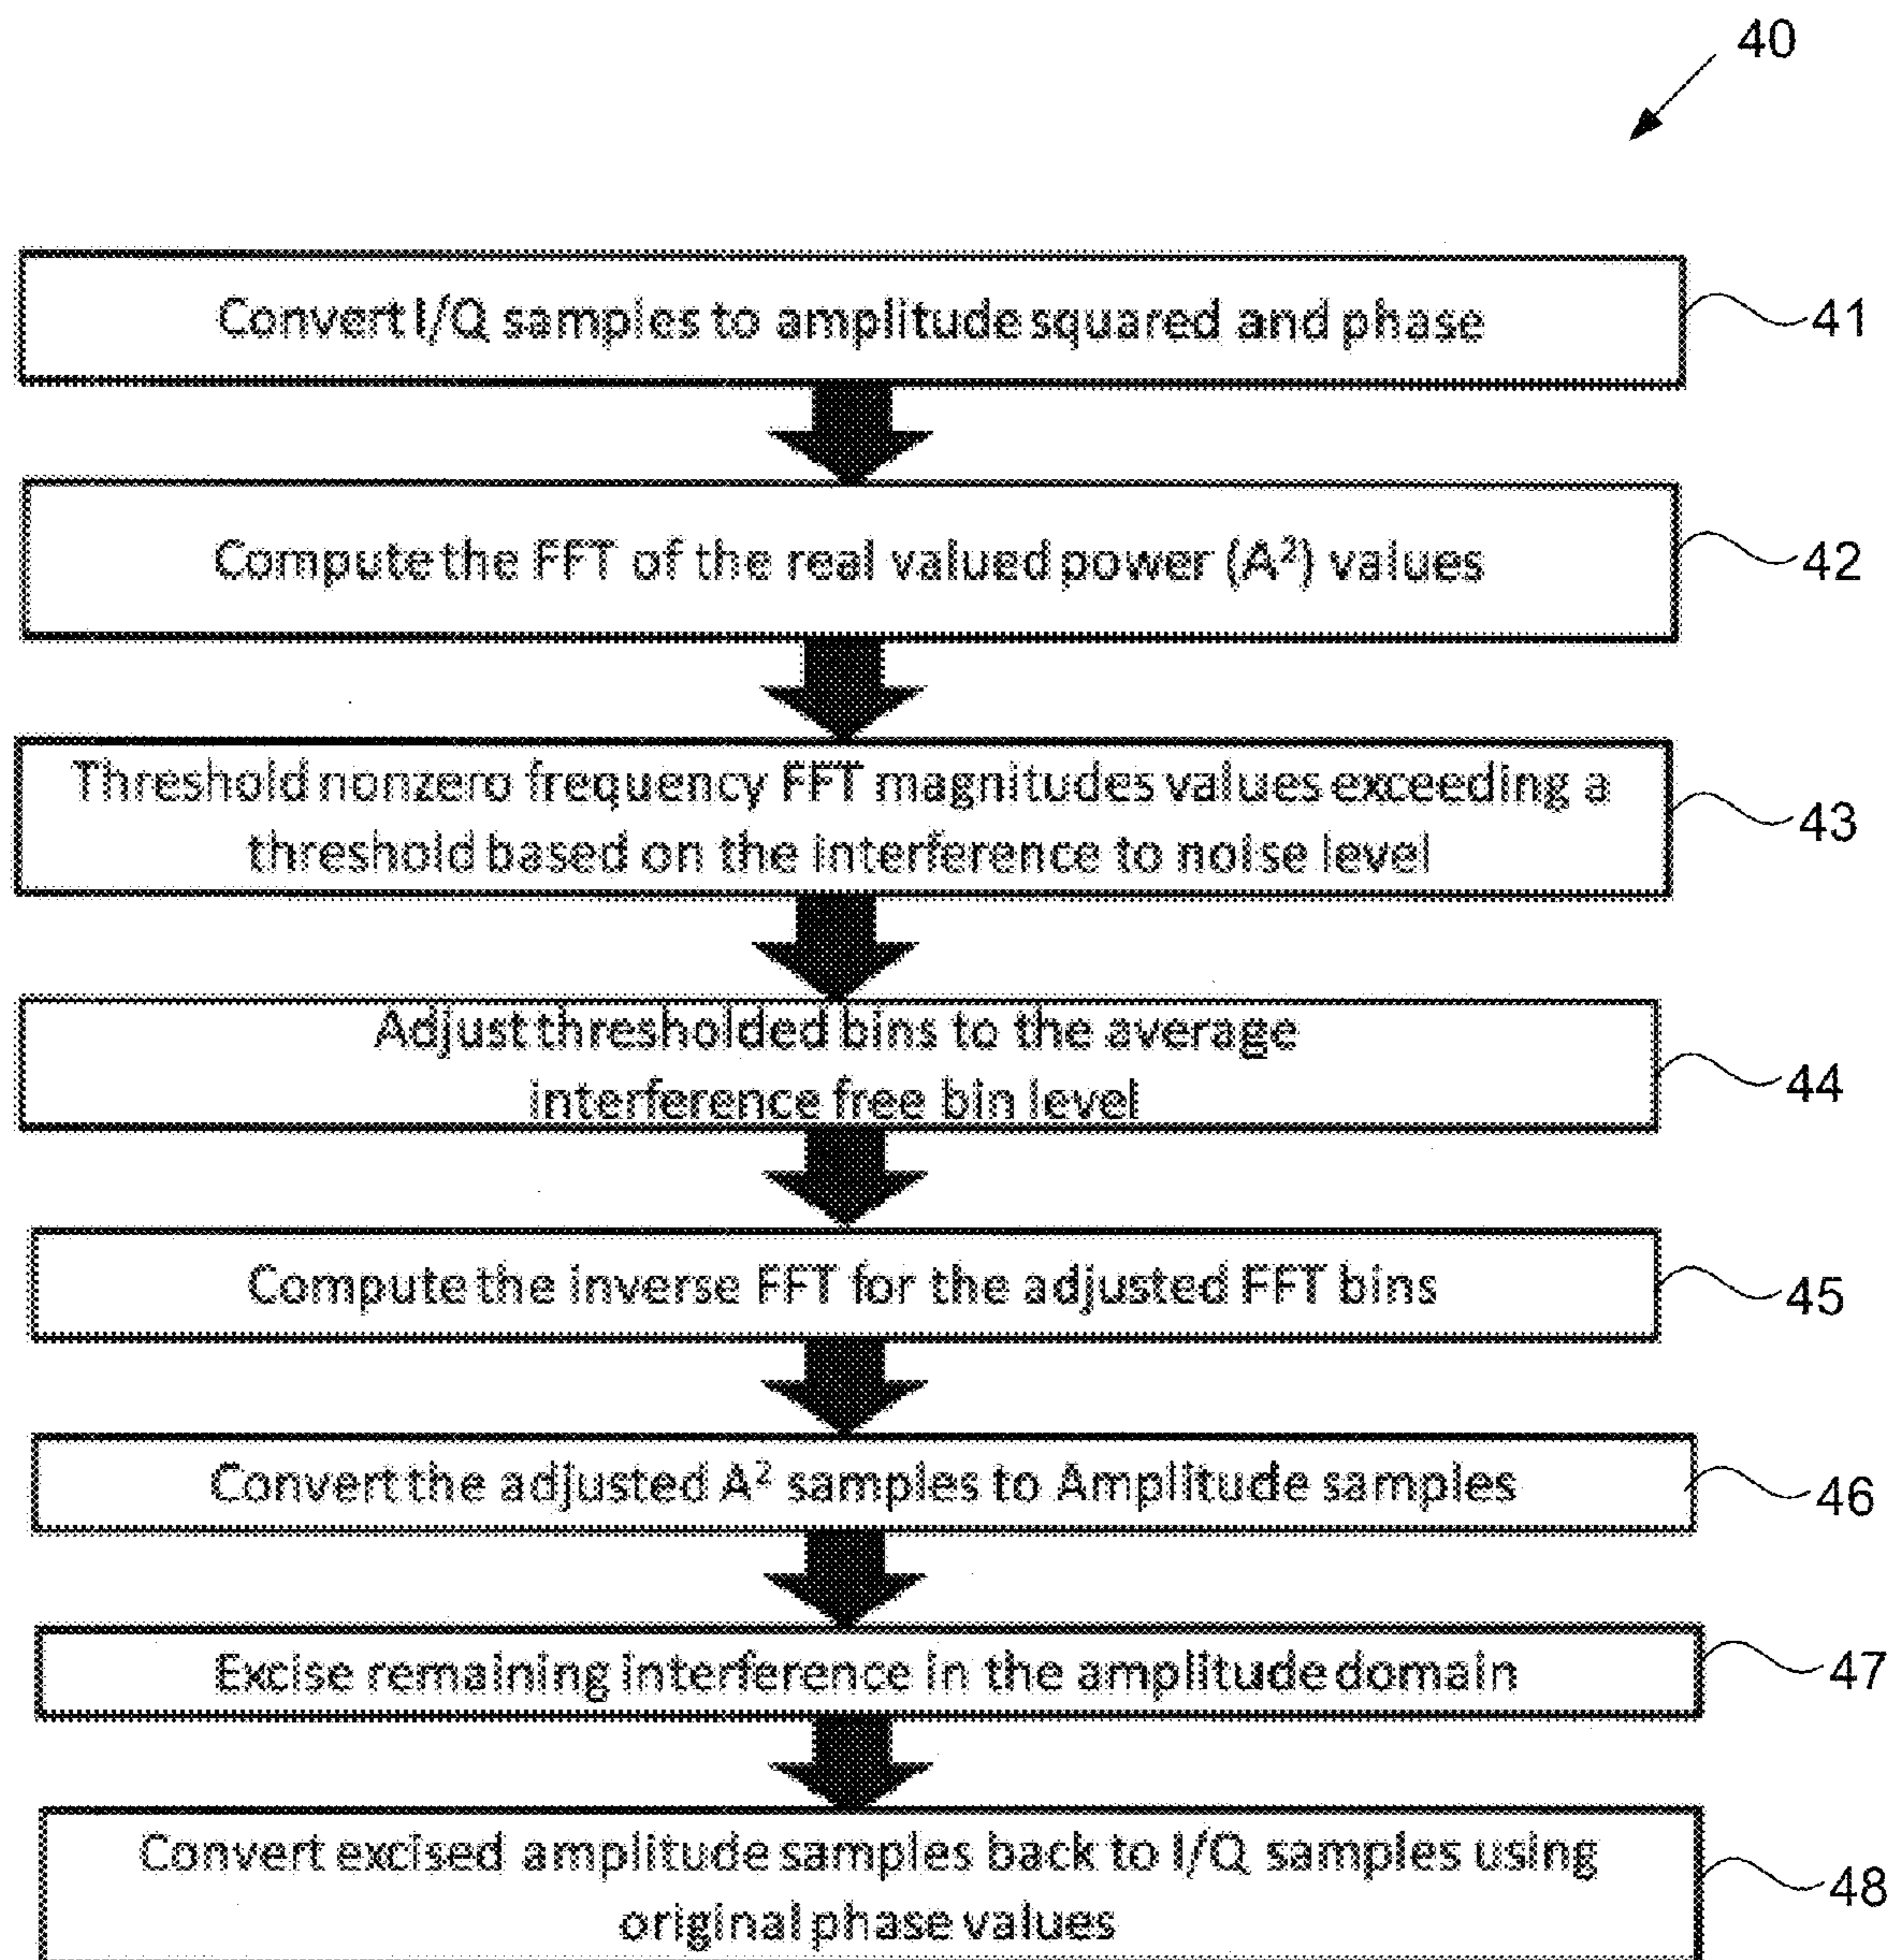 40
Convert I/Q samples to amplitude squared and phase
41
Compute the FFT of the real valued power (A²) values
42
Threshold nonzero frequency FFT magnitudes values exceeding a
threshold based on the interference to noise level
43
Adjust thresholded bins to the average
interference free bin level
44
Compute the inverse FFT for the adjusted FFT bins
45
Convert the adjusted A² samples to Amplitude samples
46
Excise remaining interference in the amplitude domain
47
Convert excised amplitude samples back to I/Q samples using
original phase values
48